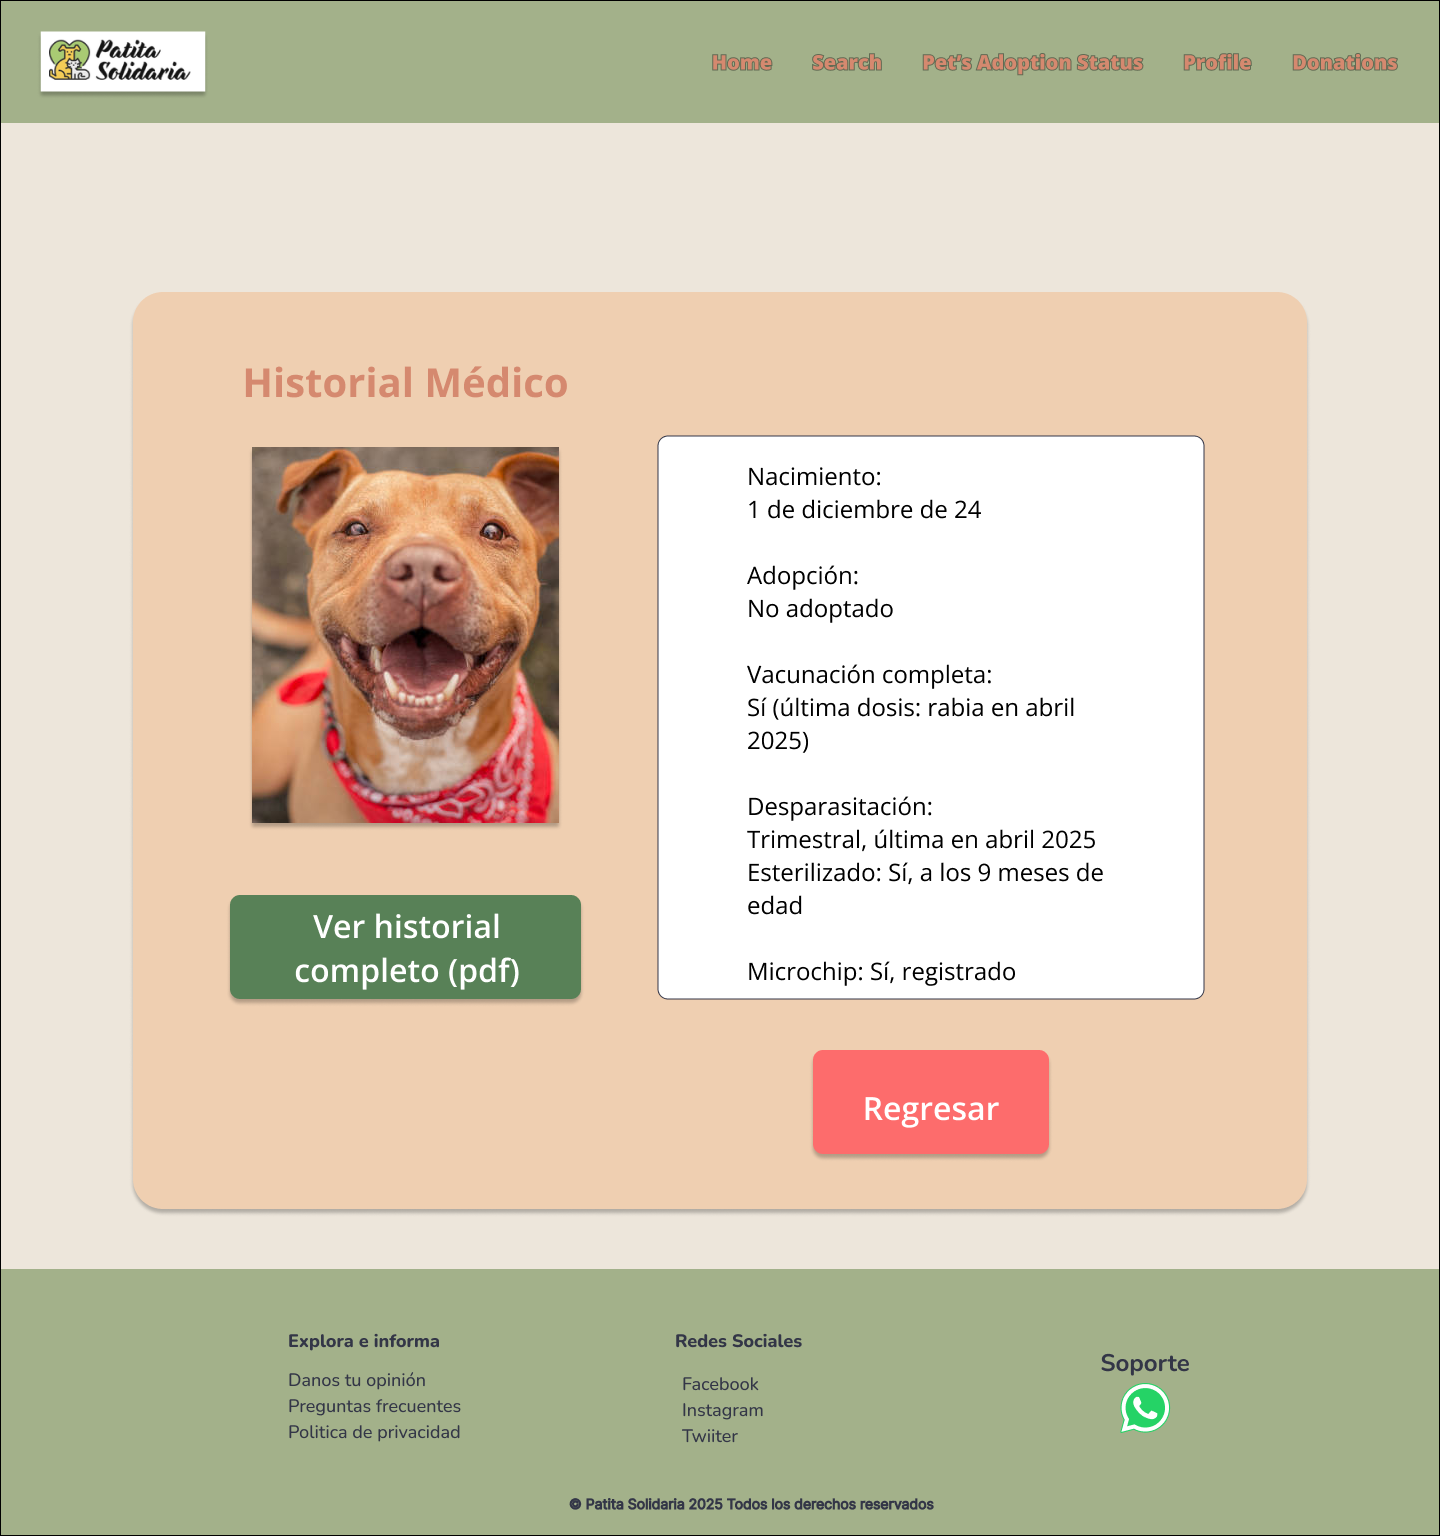 Patita
Solidaria
Home Search Pet's Adoption Status Profile Donations
Historial Médico
Nacimiento:
1 de diciembre de 24
Adopción:
No adoptado
Vacunación completa:
Sí (última dosis: rabia en abril
2025)
Desparasitación:
Trimestral, última en abril 2025
Esterilizado: Sí, a los 9 meses de
edad
Microchip: Sí, registrado
Ver historial
completo (pdf)
Regresar
Explora e informa
Danos tu opinión
Preguntas frecuentes
Politica de privacidad
Redes Sociales
Facebook
Instagram
Twiiter
Soporte
© Patita Solidaria 2025 Todos los derechos reservados